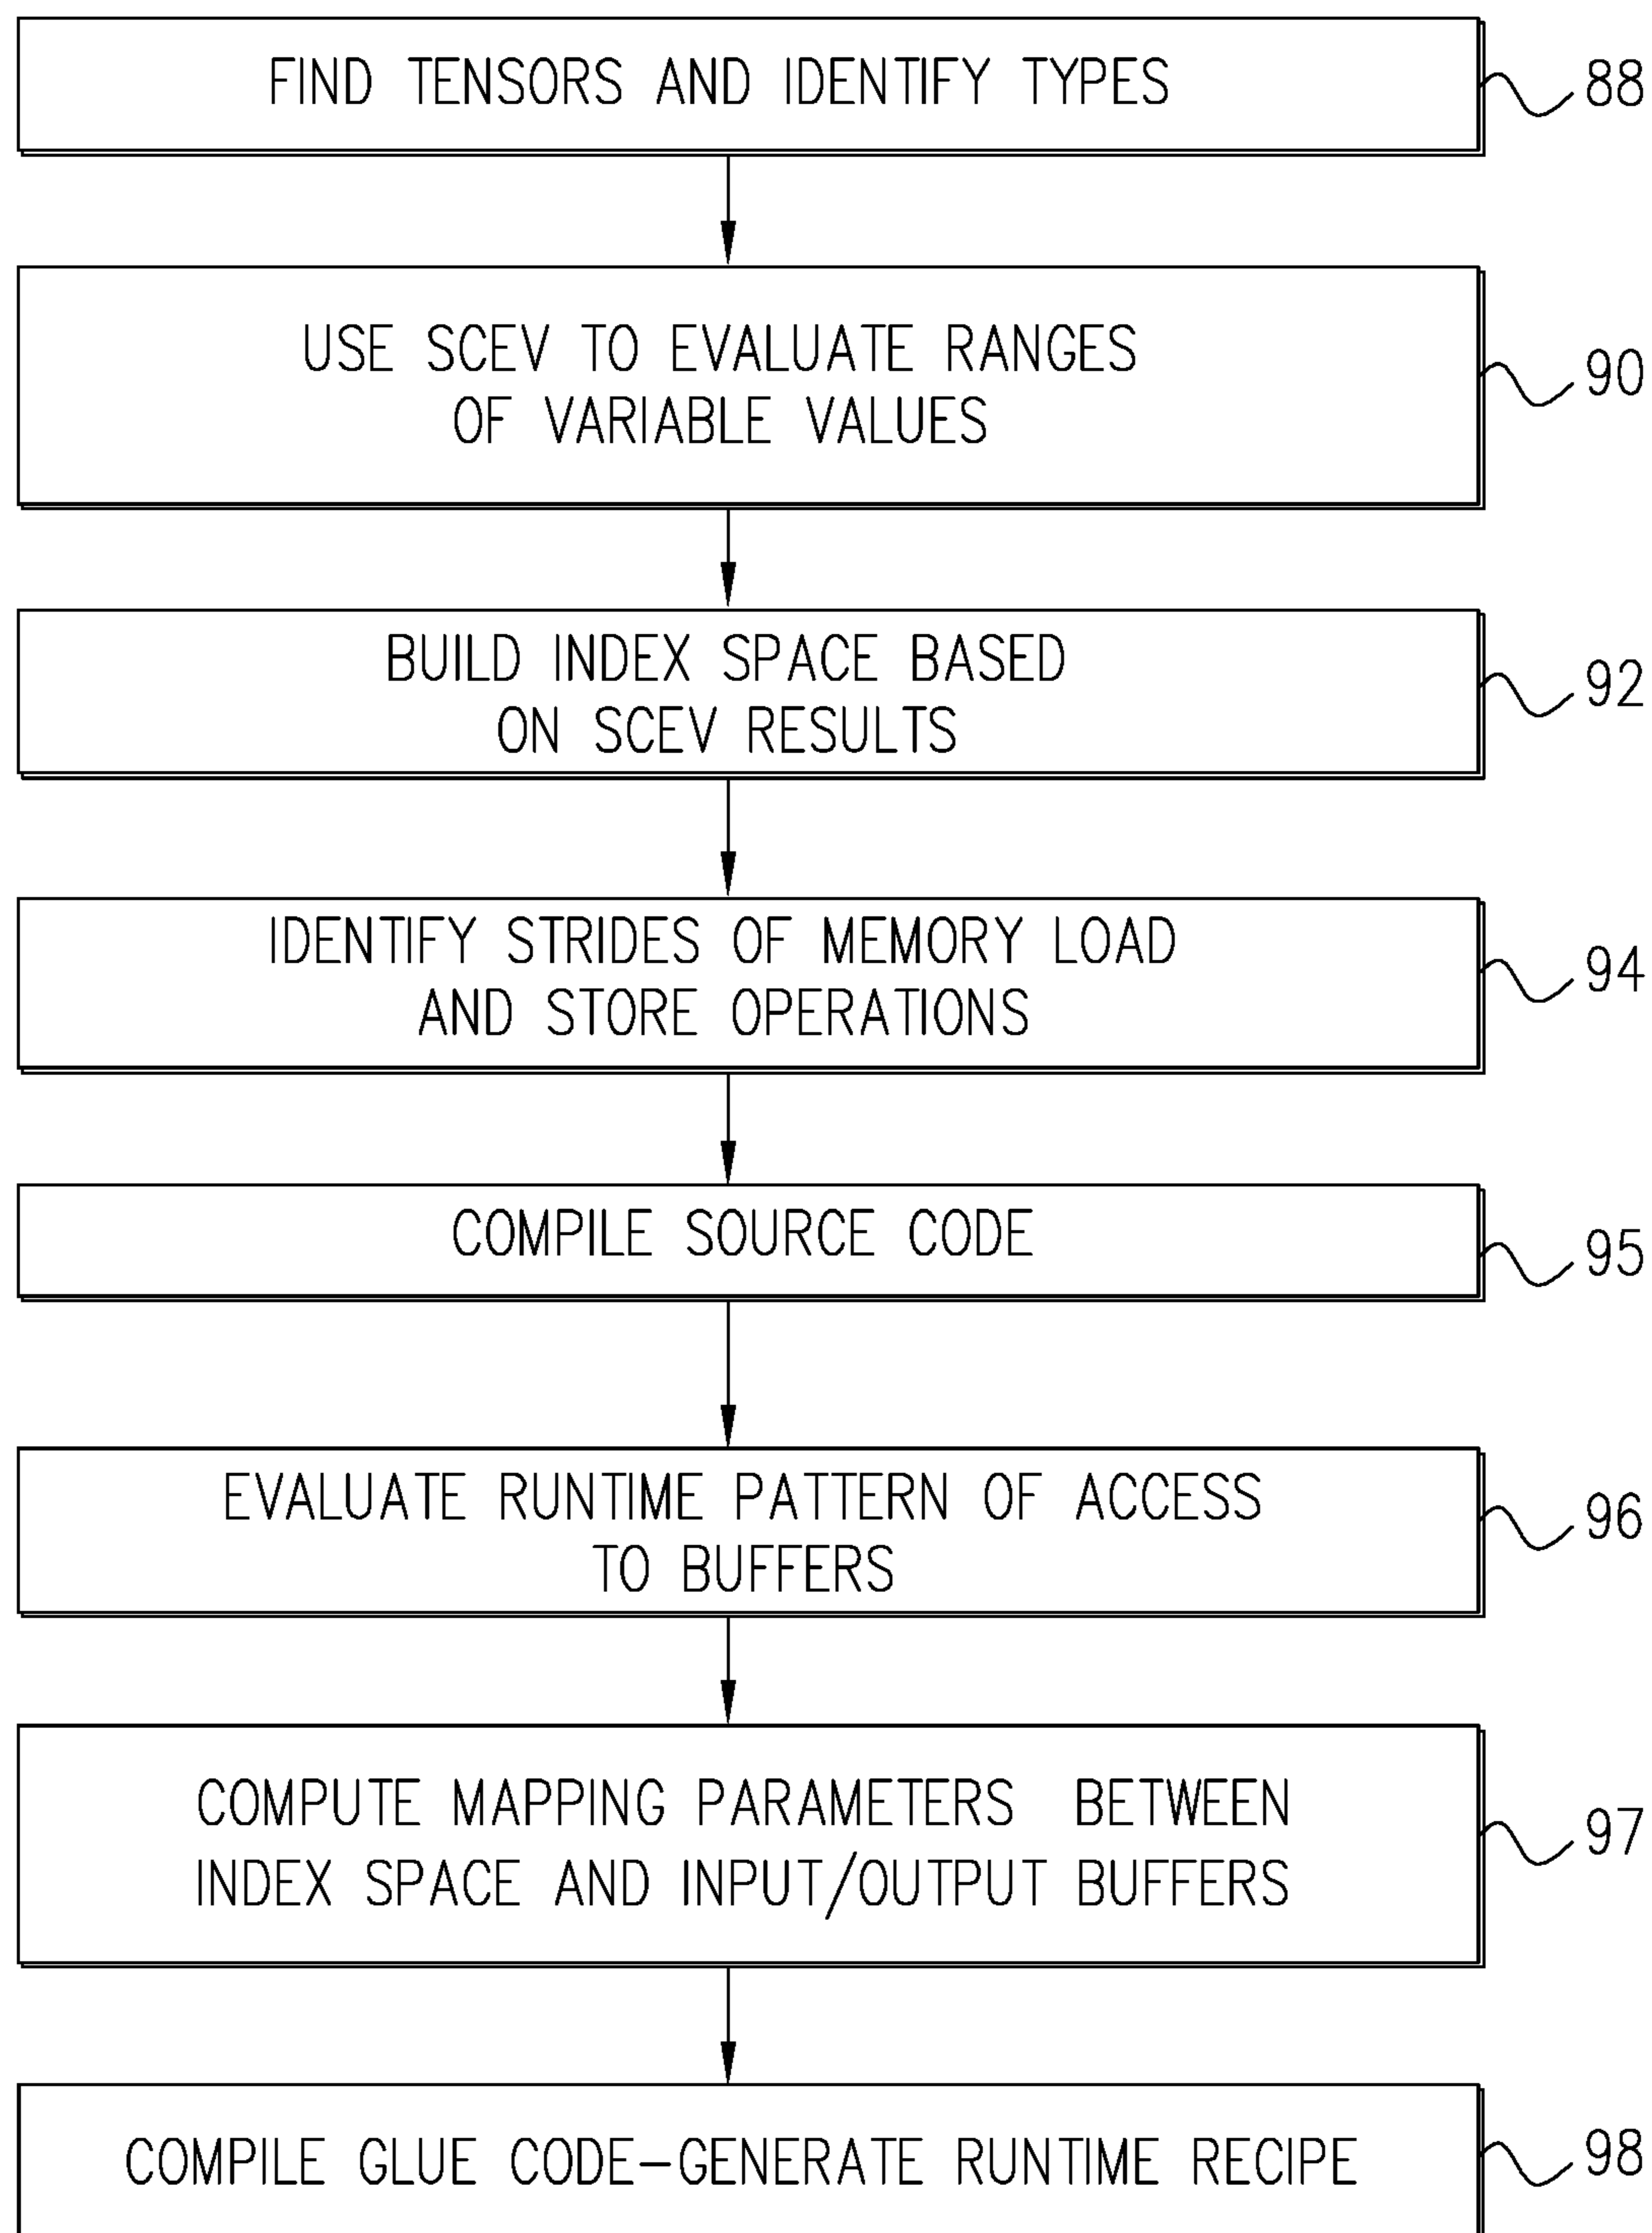 FIND TENSORS AND IDENTIFY TYPES
88
USE SCEV TO EVALUATE RANGES
OF VARIABLE VALUES
90
BUILD INDEX SPACE BASED
ON SCEV RESULTS
92
IDENTIFY STRIDES OF MEMORY LOAD
AND STORE OPERATIONS
94
COMPILE SOURCE CODE
95
EVALUATE RUNTIME PATTERN OF ACCESS
TO BUFFERS
96
COMPUTE MAPPING PARAMETERS BETWEEN
INDEX SPACE AND INPUT/OUTPUT BUFFERS
97
COMPILE GLUE CODE-GENERATE RUNTIME RECIPE
98